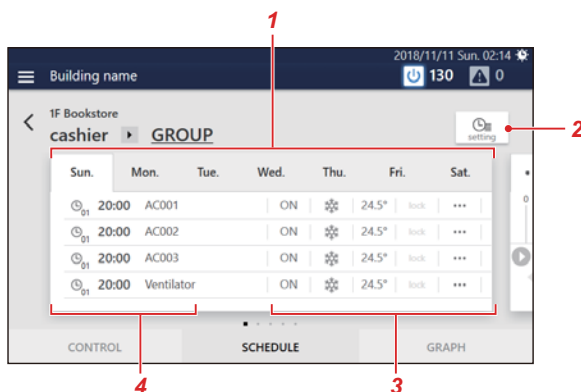 1
2018/11/11 Sun. 02:14
Building name 130 0
1F Bookstore
cashier GROUP
setting
2
Sun. Mon. Tue. Wed. Thu. Fri. Sat.
0
01 20:00 AC001 ON 24.5° lock •••
01 20:00 AC002 ON 24.5° lock •••
01 20:00 AC003 ON 24.5° lock •••
01 20:00 Ventilator ON 24.5° lock •••
CONTROL SCHEDULE GRAPH
4 3